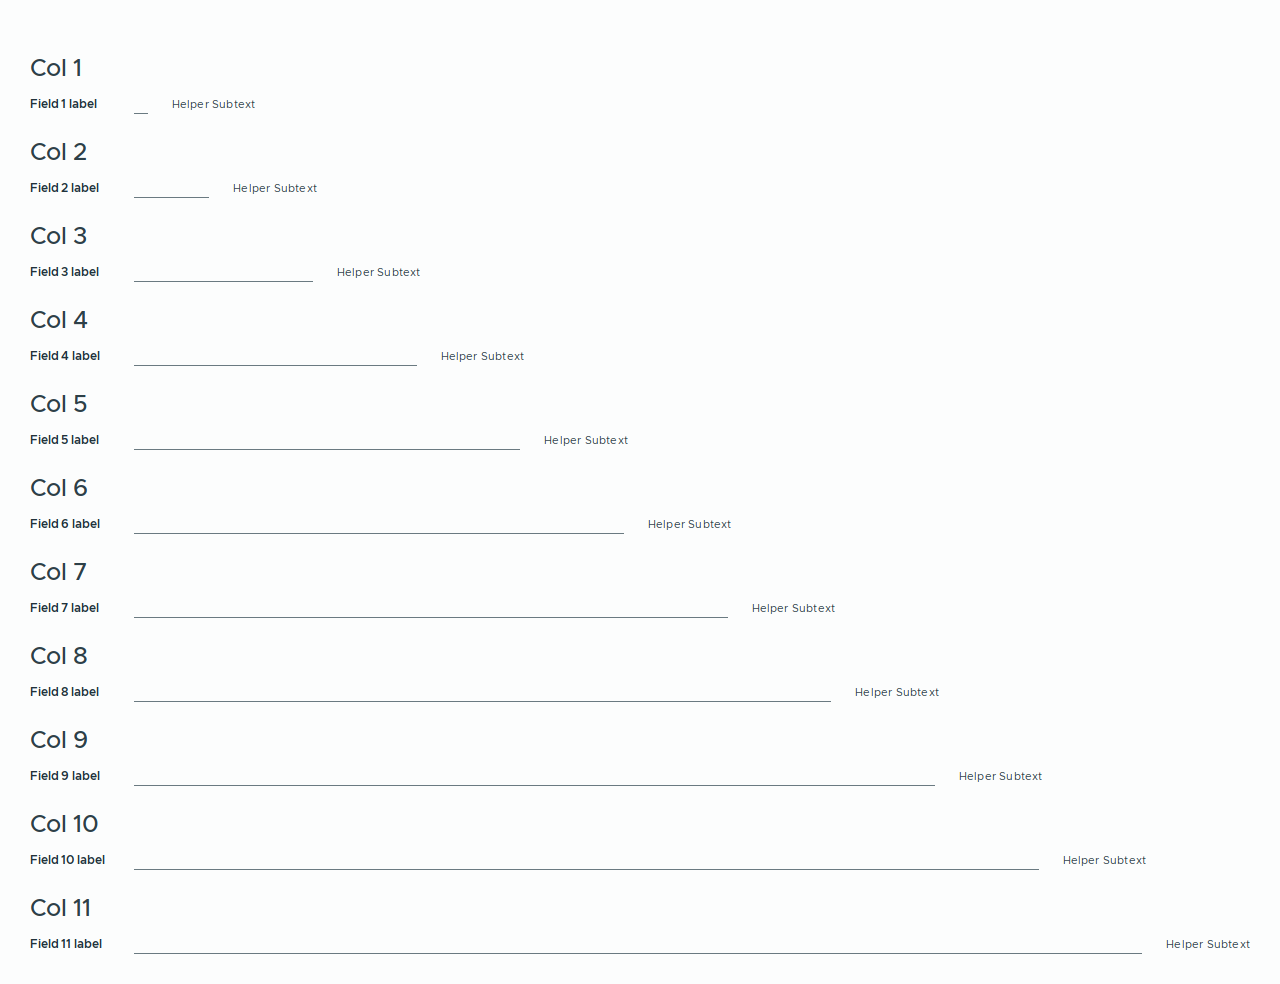 Col 1
Field 1 label Helper Subtext
Col 2
Field 2 label Helper Subtext
Col 3
Field 3 label Helper Subtext
Col 4
Field 4 label Helper Subtext
Col 5
Field 5 label Helper Subtext
Col 6
Field 6 label Helper Subtext
Col 7
Field 7 label Helper Subtext
Col 8
Field 8 label Helper Subtext
Col 9
Field 9 label Helper Subtext
Col 10
Field 10 label Helper Subtext
Col 11
Field 11 label Helper Subtext